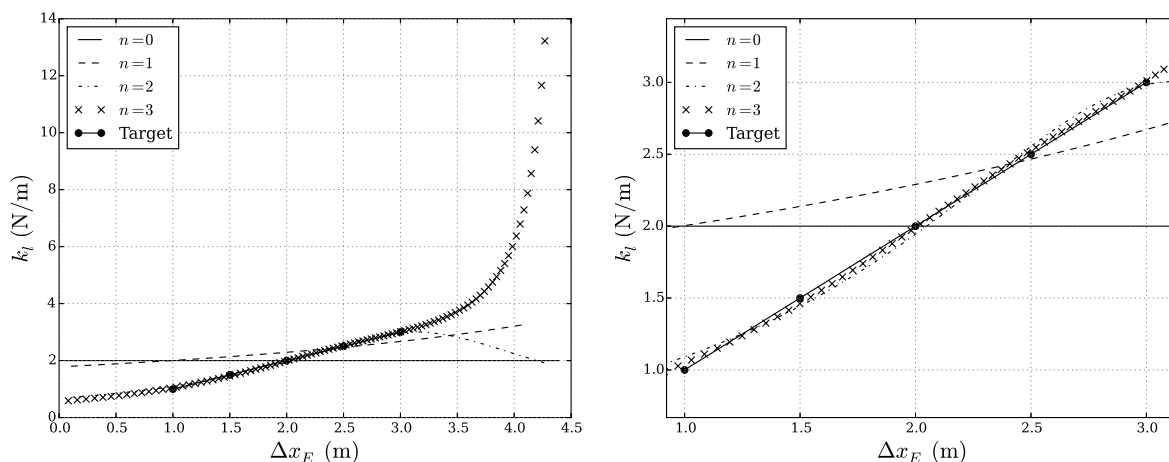 14
12
10
8
6
4
2
0
k_l (N/m)
n=0
n=1
n=2
n=3
Target
0.0 0.5 1.0 1.5 2.0 2.5 3.0 3.5 4.0 4.5
Δx_E (m)
3.0
2.5
2.0
1.5
1.0
k_l (N/m)
n=0
n=1
n=2
n=3
Target
1.0 1.5 2.0 2.5 3.0
Δx_E (m)